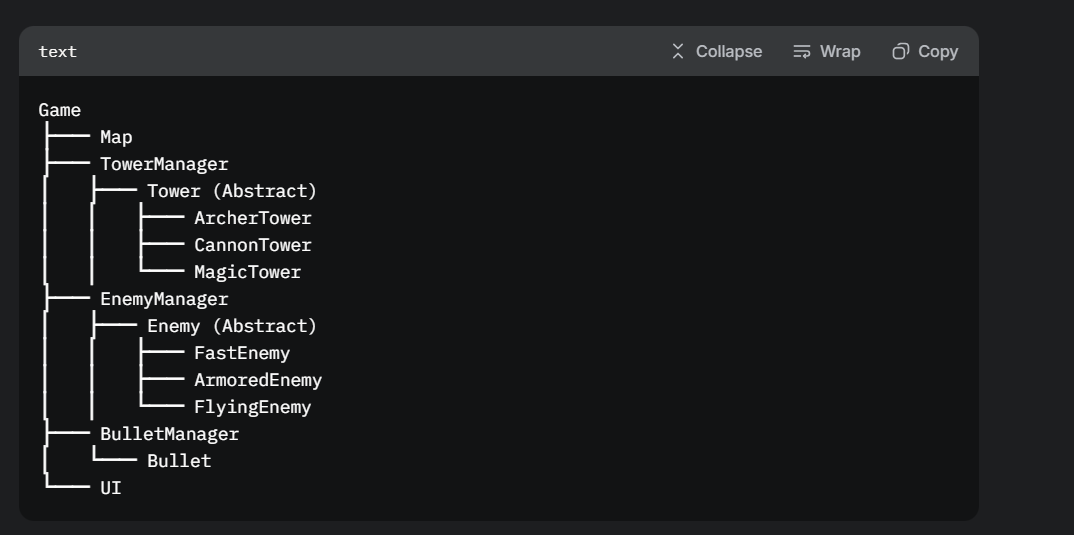 text Collapse Wrap Copy
Game
├── Map
├── TowerManager
│   ├── Tower (Abstract)
│   │   ├── ArcherTower
│   │   ├── CannonTower
│   │   └── MagicTower
├── EnemyManager
│   ├── Enemy (Abstract)
│   │   ├── FastEnemy
│   │   ├── ArmoredEnemy
│   │   └── FlyingEnemy
├── BulletManager
│   └── Bullet
└── UI